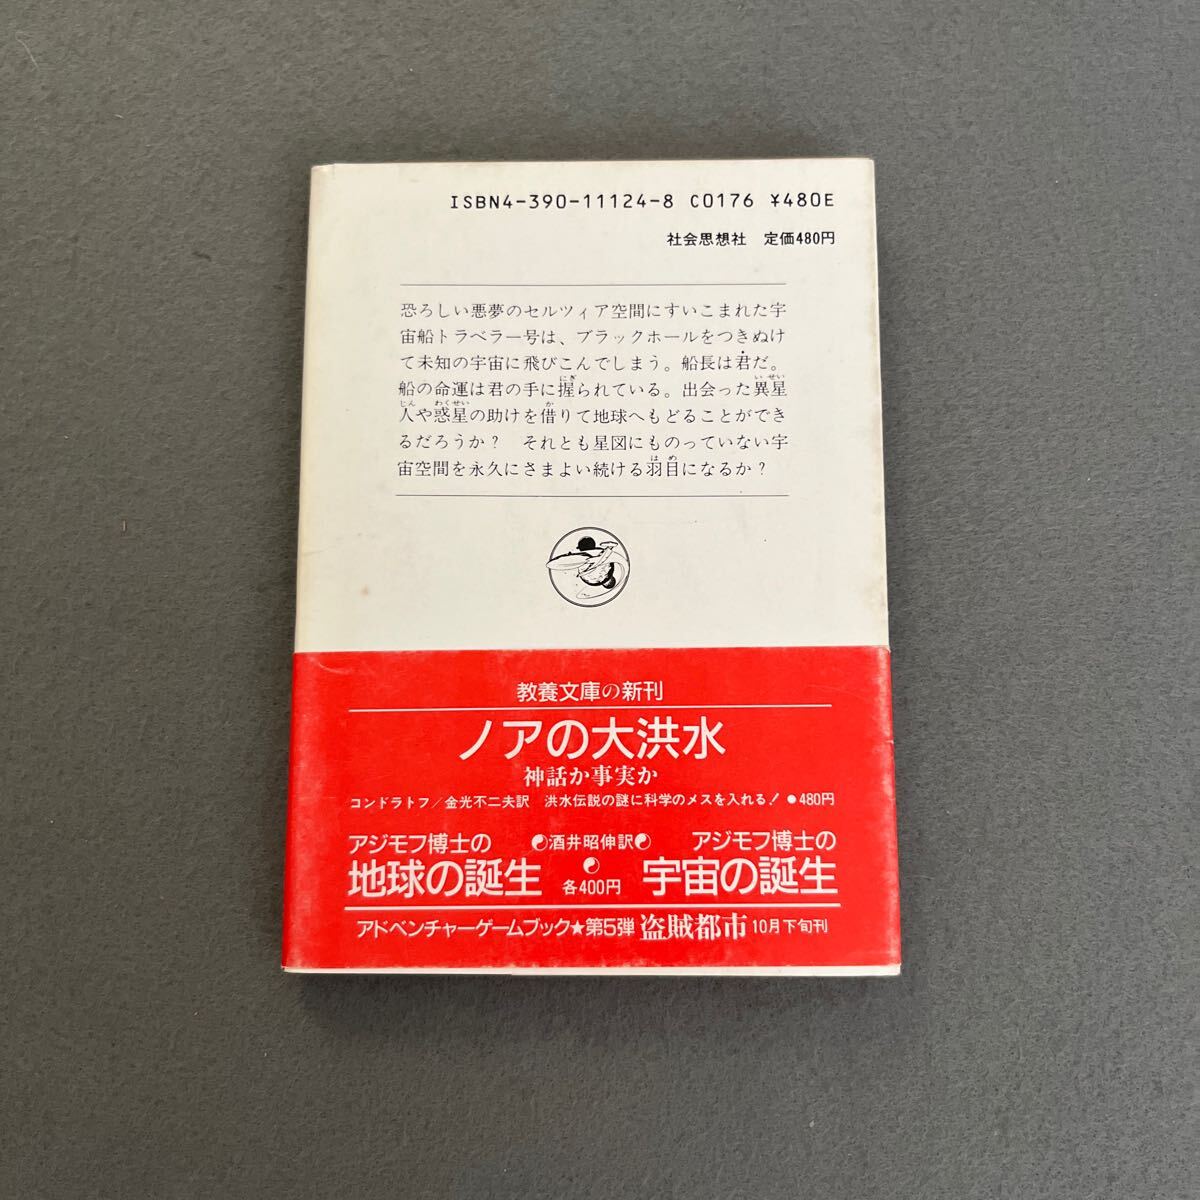 ISBN4-390-11124-8 C0176 ¥480E
社会思想社 定価480円
恐ろしい悪夢のセルツィア空間にすいこまれた宇
宙船トラベラー号は、ブラックホールをつきぬけ
て未知の宇宙に飛びこんでしまう。船長は君だ。
船の命運は君の手に握られている。出会った異星
人や惑星の助けを借りて地球へもどることができ
るだろうか? それとも星図にものっていない宇
宙空間を永久にさまよい続ける羽目になるか?
教養文庫の新刊
ノアの大洪水
神話か事実か
コンドラトフ/金光不二夫訳 洪水伝説の謎に科学のメスを入れる! ●480円
アジモフ博士の ☯酒井昭伸訳☯ アジモフ博士の
地球の誕生 ☯各400円 宇宙の誕生
アドベンチャーゲームブック★第5弾 盗賊都市 10月下旬刊